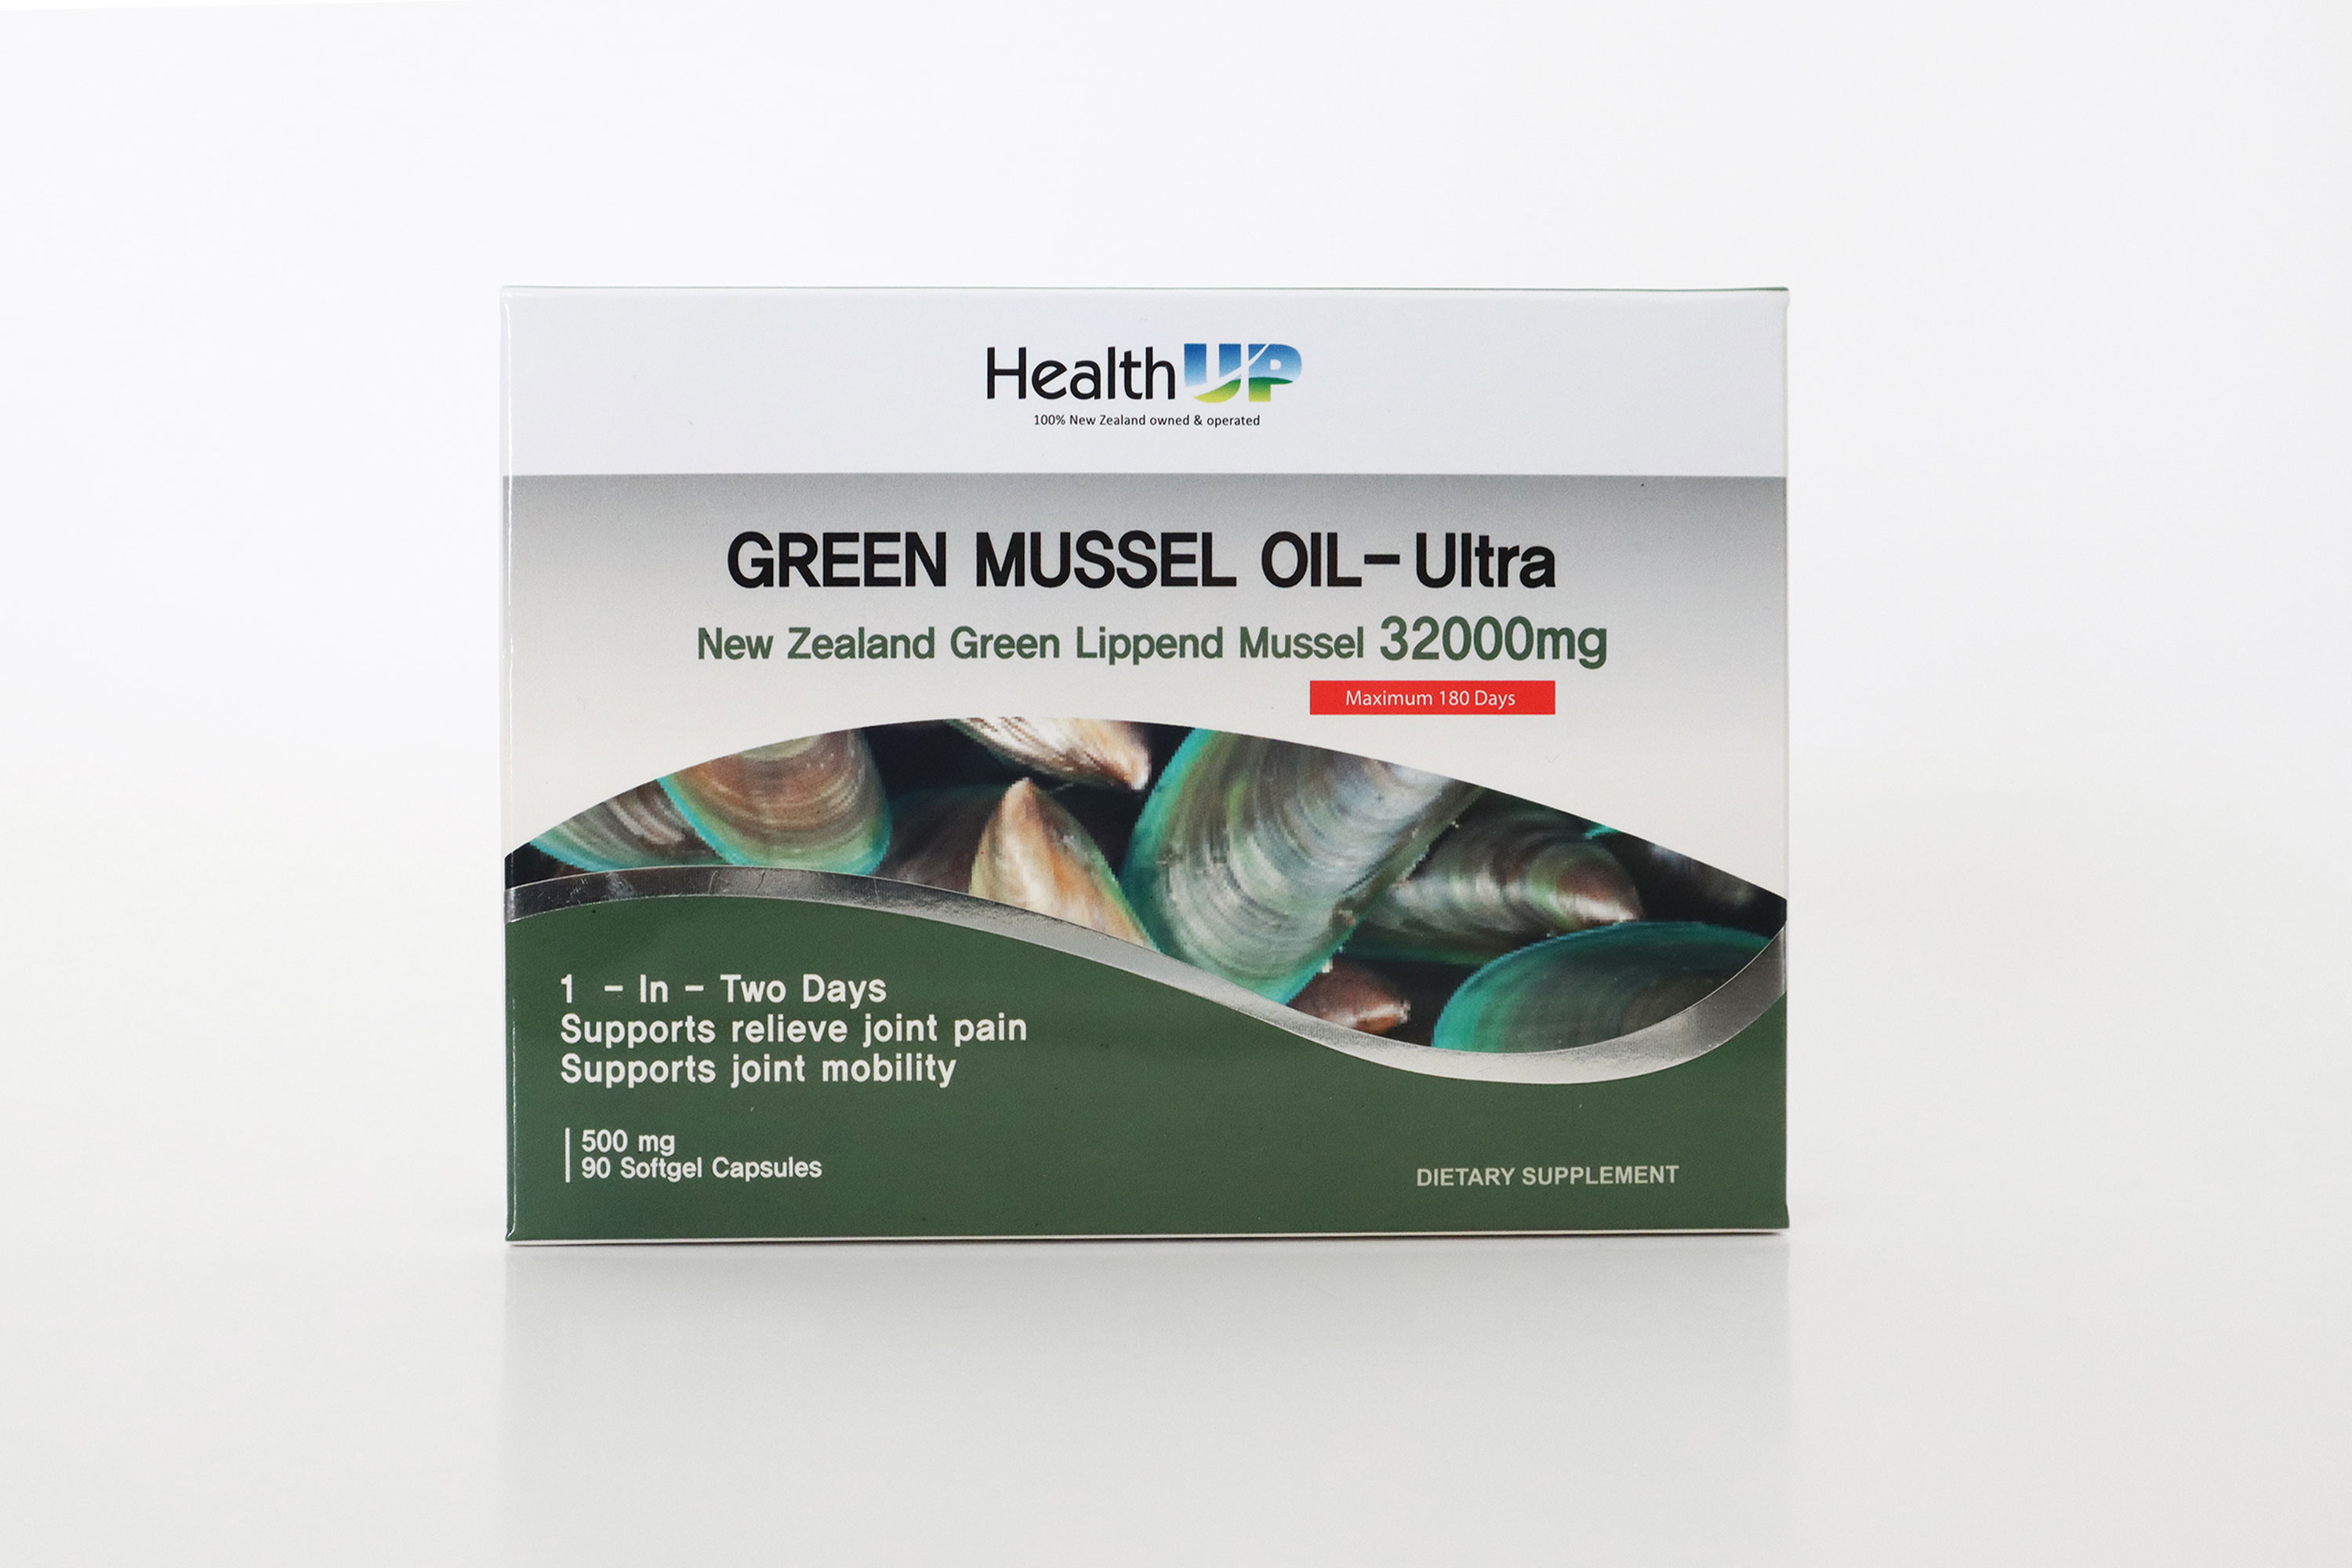 HealthUP
100% New Zealand owned & operated
GREEN MUSSEL OIL-Ultra
New Zealand Green Lippend Mussel 32000mg
Maximum 180 Days
1 - In - Two Days
Supports relieve joint pain
Supports joint mobility
500 mg
90 Softgel Capsules
DIETARY SUPPLEMENT